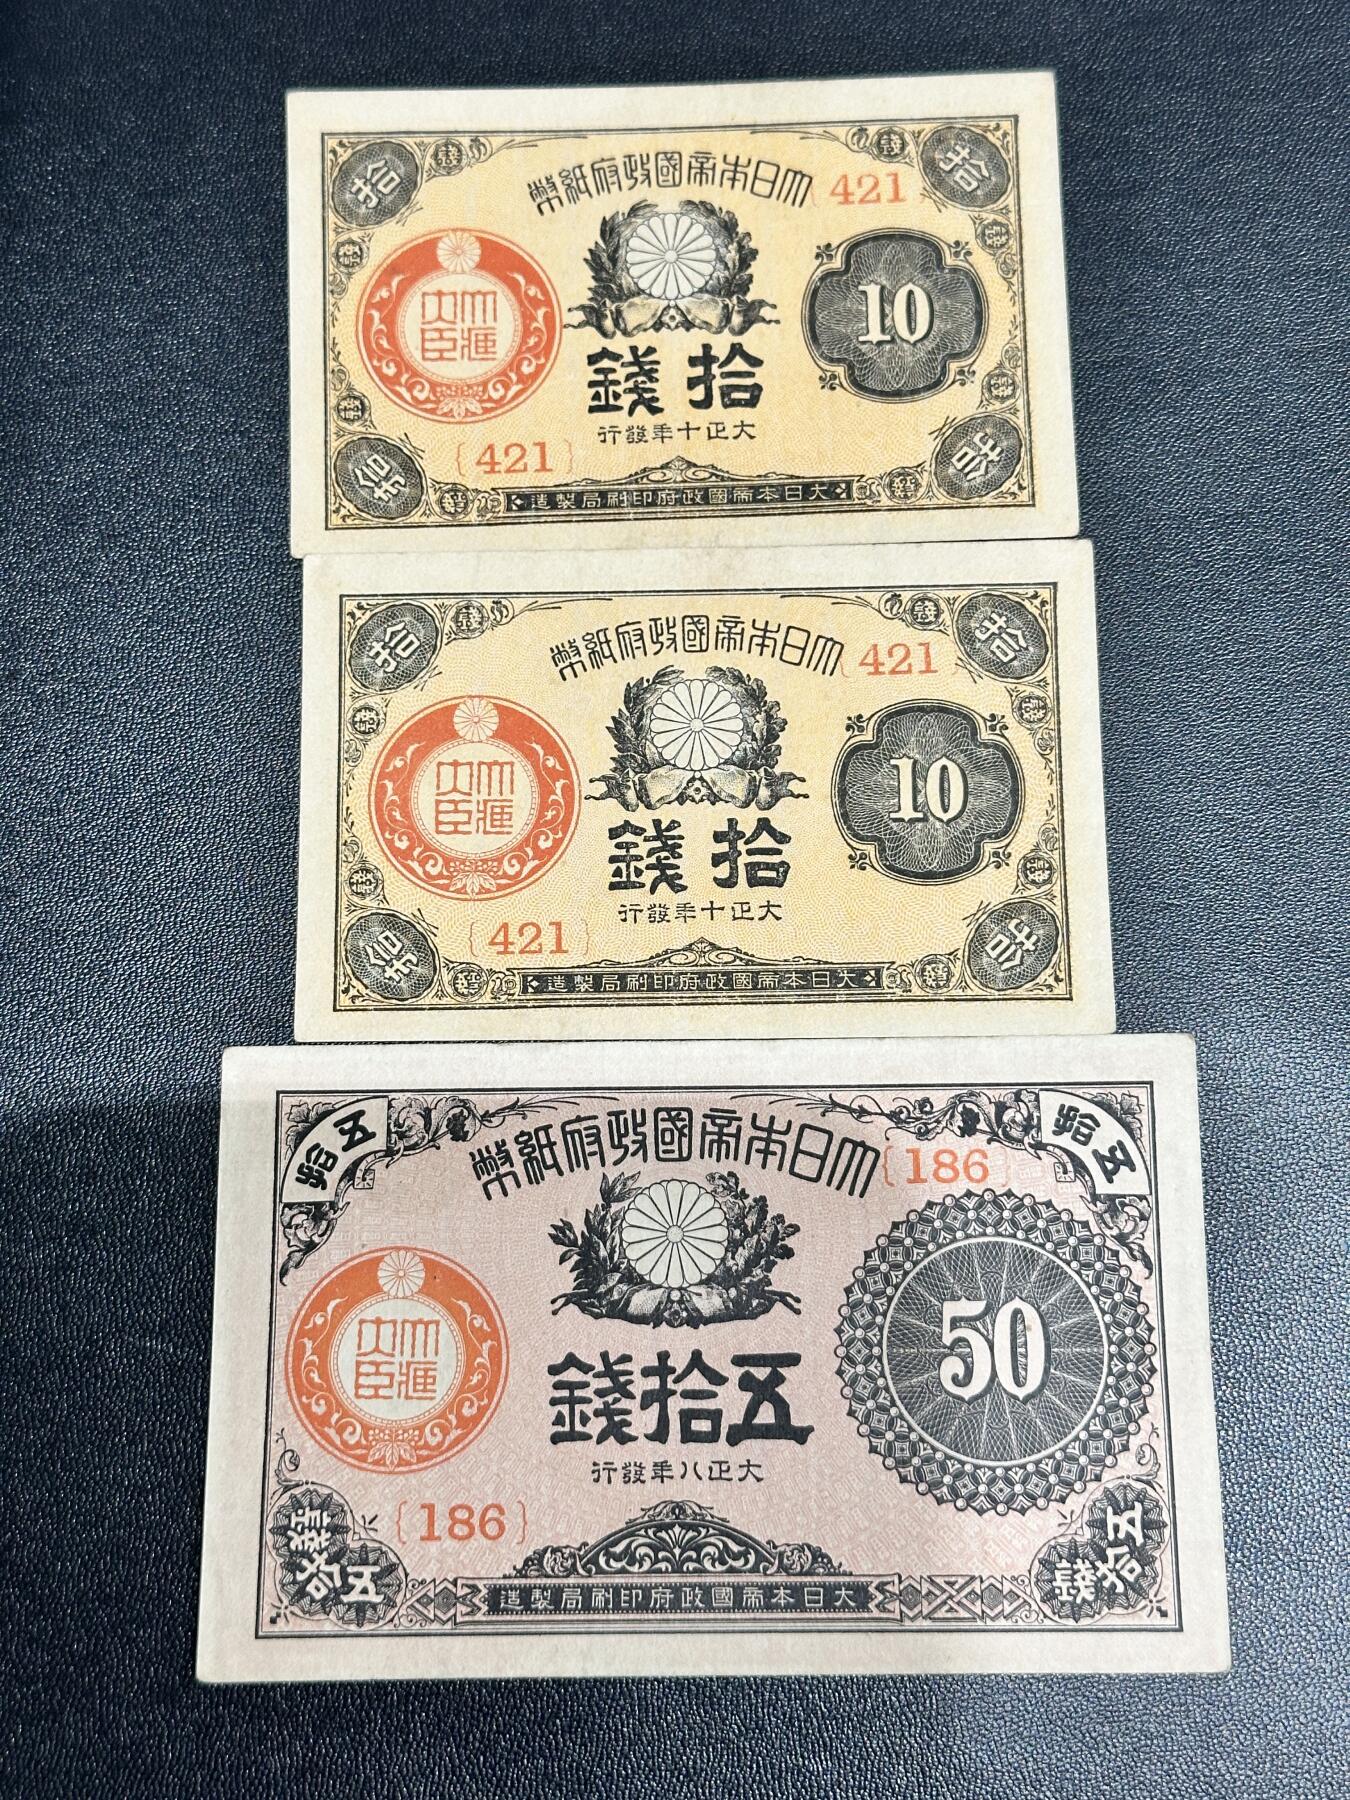 幣紙府政國帝本日大
{421}
拾
錢
拾
大藏大臣
10
錢拾
行發年十正大
{421}
拾
造製局刷印府政國帝本日大
拾
幣紙府政國帝本日大
{421}
拾
錢
拾
大藏大臣
10
錢拾
行發年十正大
{421}
拾
造製局刷印府政國帝本日大
拾
五拾
幣紙府政國帝本日大
{186}
五拾
大藏大臣
50
錢拾五
行發年八正大
{186}
五拾錢
造製局刷印府政國帝本日大
五拾錢